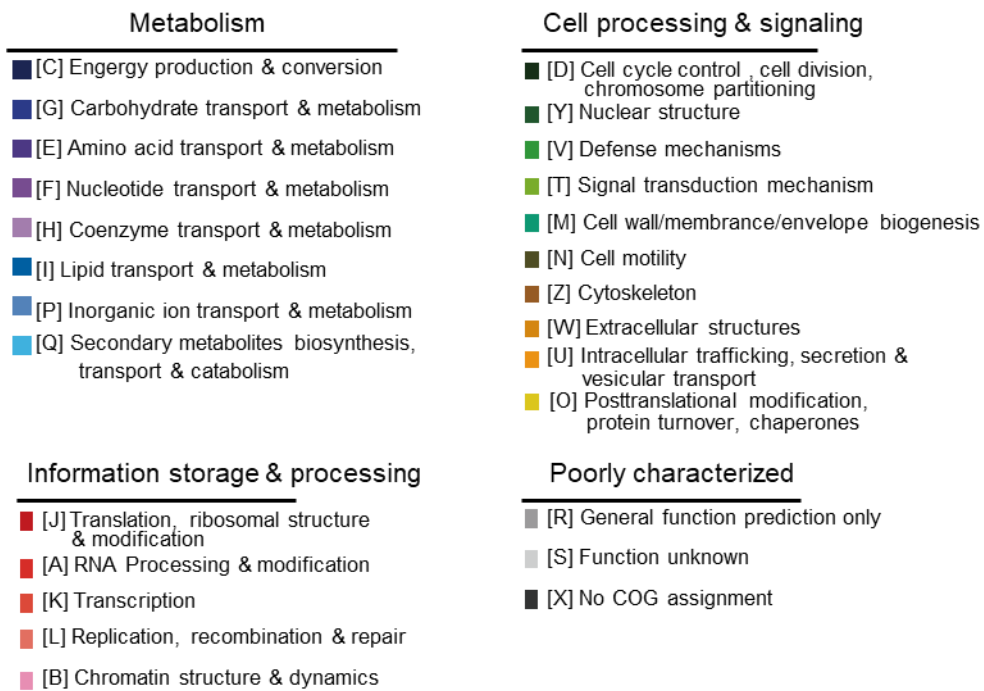 Metabolism
[C] Engergy production & conversion
[G] Carbohydrate transport & metabolism
[E] Amino acid transport & metabolism
[F] Nucleotide transport & metabolism
[H] Coenzyme transport & metabolism
[I] Lipid transport & metabolism
[P] Inorganic ion transport & metabolism
[Q] Secondary metabolites biosynthesis,
transport & catabolism
Cell processing & signaling
[D] Cell cycle control , cell division,
chromosome partitioning
[Y] Nuclear structure
[V] Defense mechanisms
[T] Signal transduction mechanism
[M] Cell wall/membrance/envelope biogenesis
[N] Cell motility
[Z] Cytoskeleton
[W] Extracellular structures
[U] Intracellular trafficking, secretion &
vesicular transport
[O] Posttranslational modification,
protein turnover, chaperones
Information storage & processing
[J] Translation, ribosomal structure
& modification
[A] RNA Processing & modification
[K] Transcription
[L] Replication, recombination & repair
[B] Chromatin structure & dynamics
Poorly characterized
[R] General function prediction only
[S] Function unknown
[X] No COG assignment